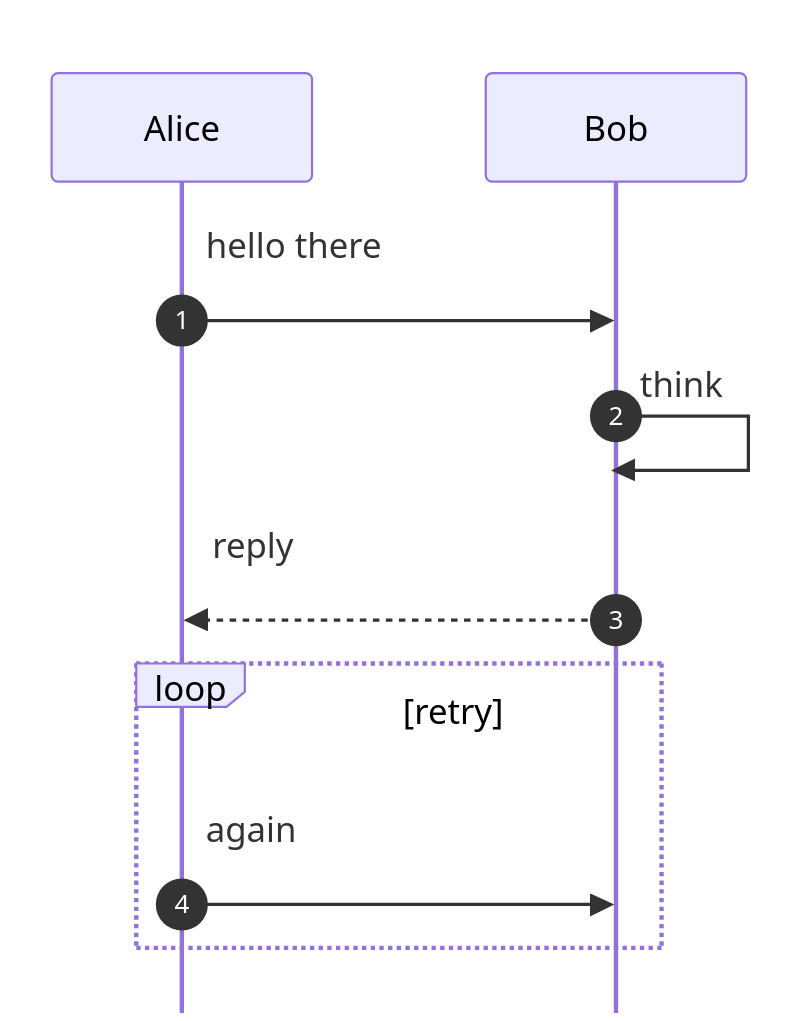 Alice
Bob
hello there
1
think
2
reply
3
loop
[retry]
again
4